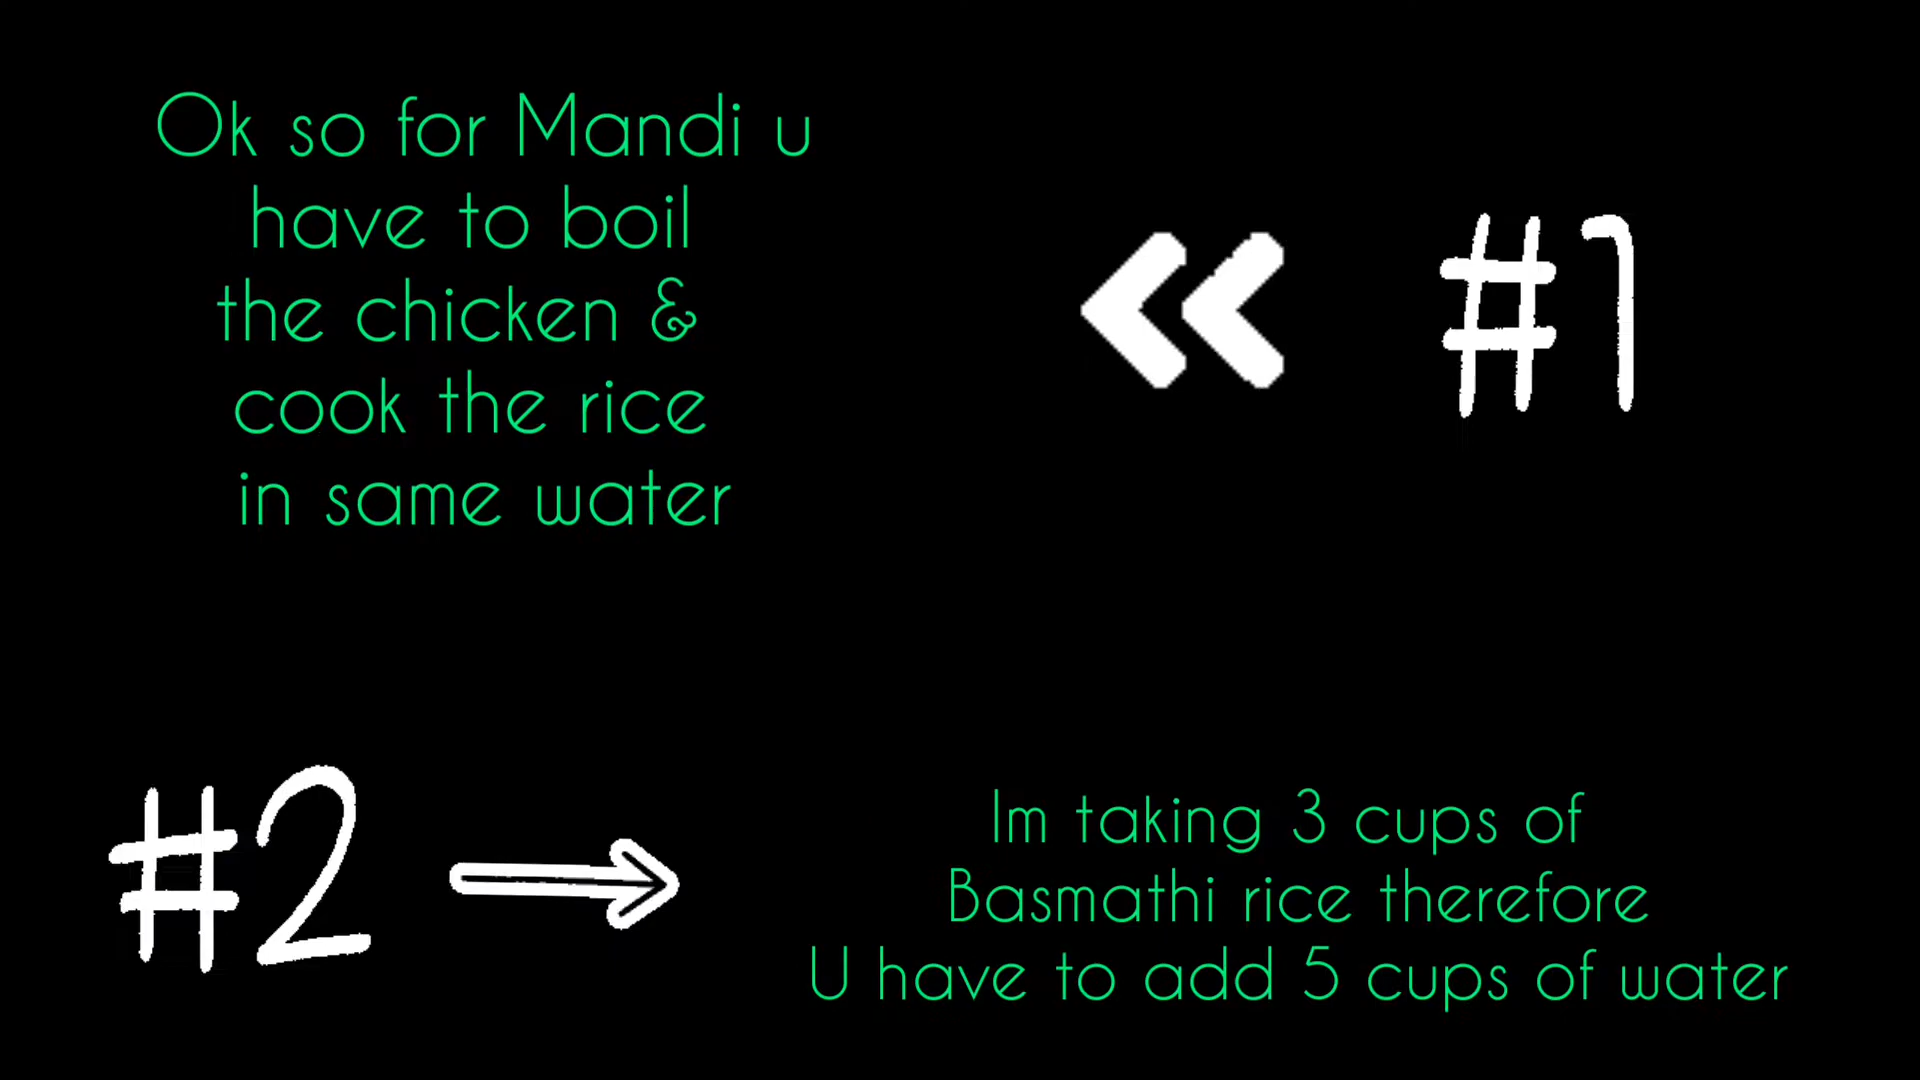 Ok so for Mandi u
have to boil
the chicken &
cook the rice
in same water
#1
#2
Im taking 3 cups of
Basmathi rice therefore
U have to add 5 cups of water